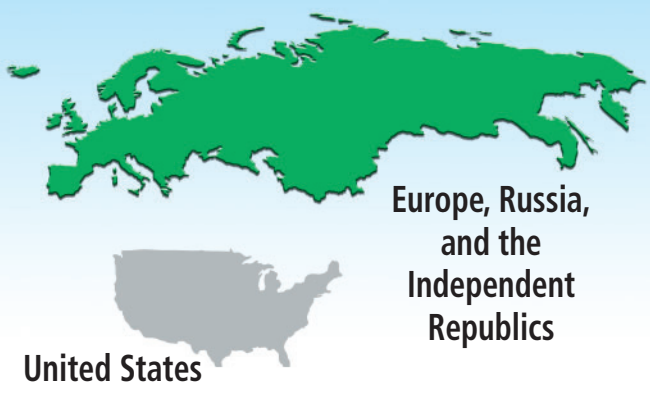 Europe, Russia,
and the
Independent
Republics
United States